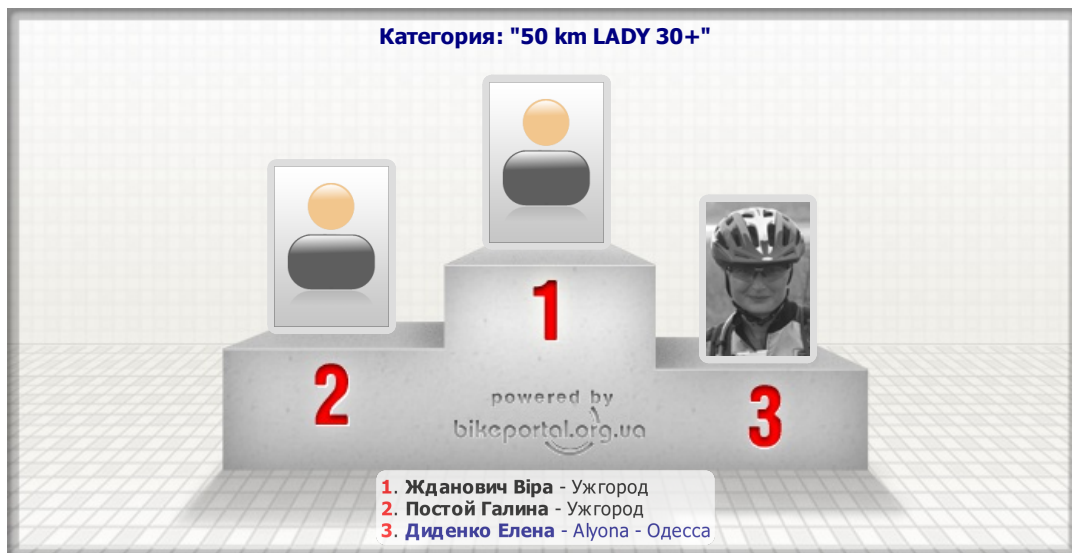 Категория: "50 km LADY 30+"
1
2
3
powered by
bikeportal.org.ua
1. Жданович Віра - Ужгород
2. Постой Галина - Ужгород
3. Диденко Елена - Alyona - Одесса